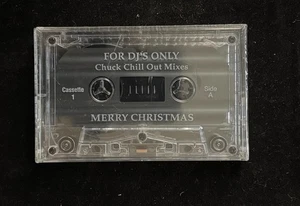 FOR DJ'S ONLY
Chuck Chill Out Mixes
Cassette
1
Side
A
MERRY CHRISTMAS